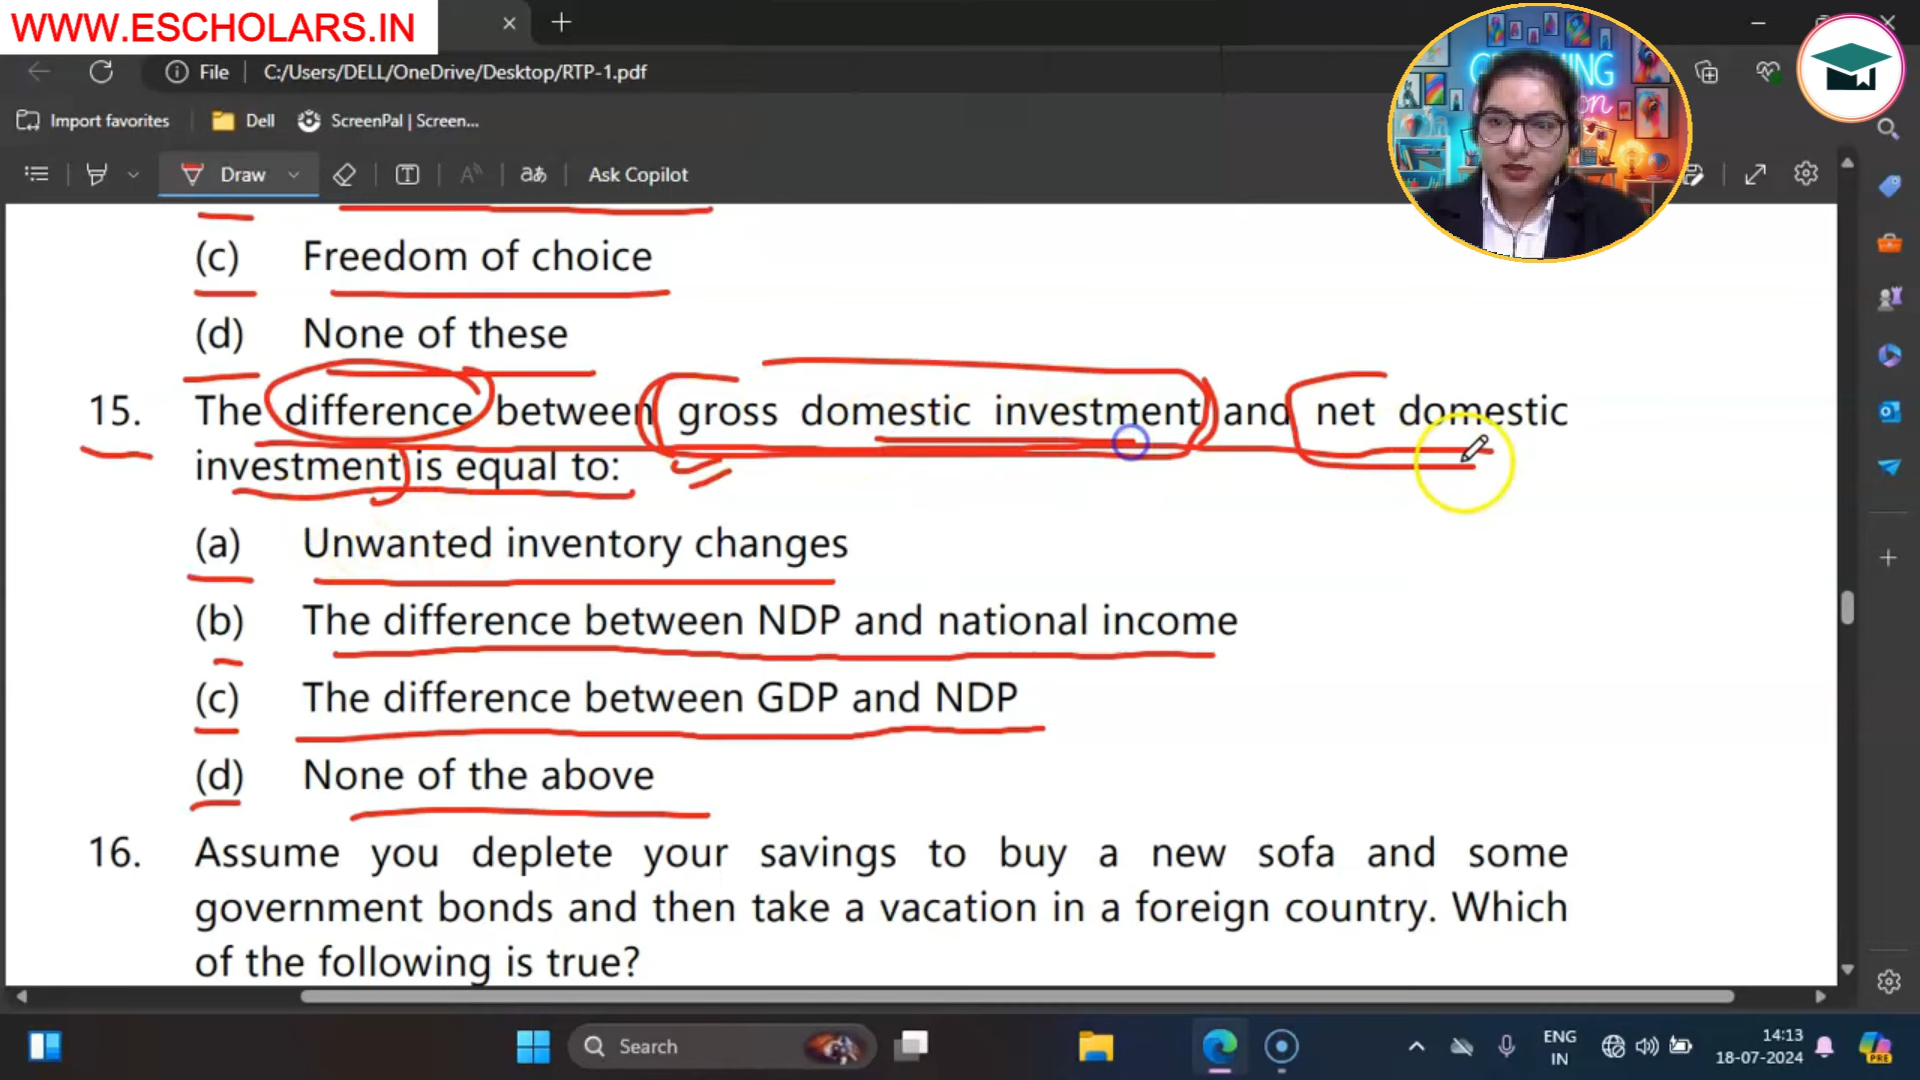 WWW.ESCHOLARS.IN
File
C:/Users/DELL/OneDrive/Desktop/RTP-1.pdf
Import favorites
Dell
ScreenPal | Screen...
Draw
Ask Copilot
(c) Freedom of choice
(d) None of these
15. The difference between gross domestic investment and net domestic
investment is equal to:
(a) Unwanted inventory changes
(b) The difference between NDP and national income
(c) The difference between GDP and NDP
(d) None of the above
16. Assume you deplete your savings to buy a new sofa and some
government bonds and then take a vacation in a foreign country. Which
of the following is true?
Search
ENG
IN
14:13
18-07-2024
PRE